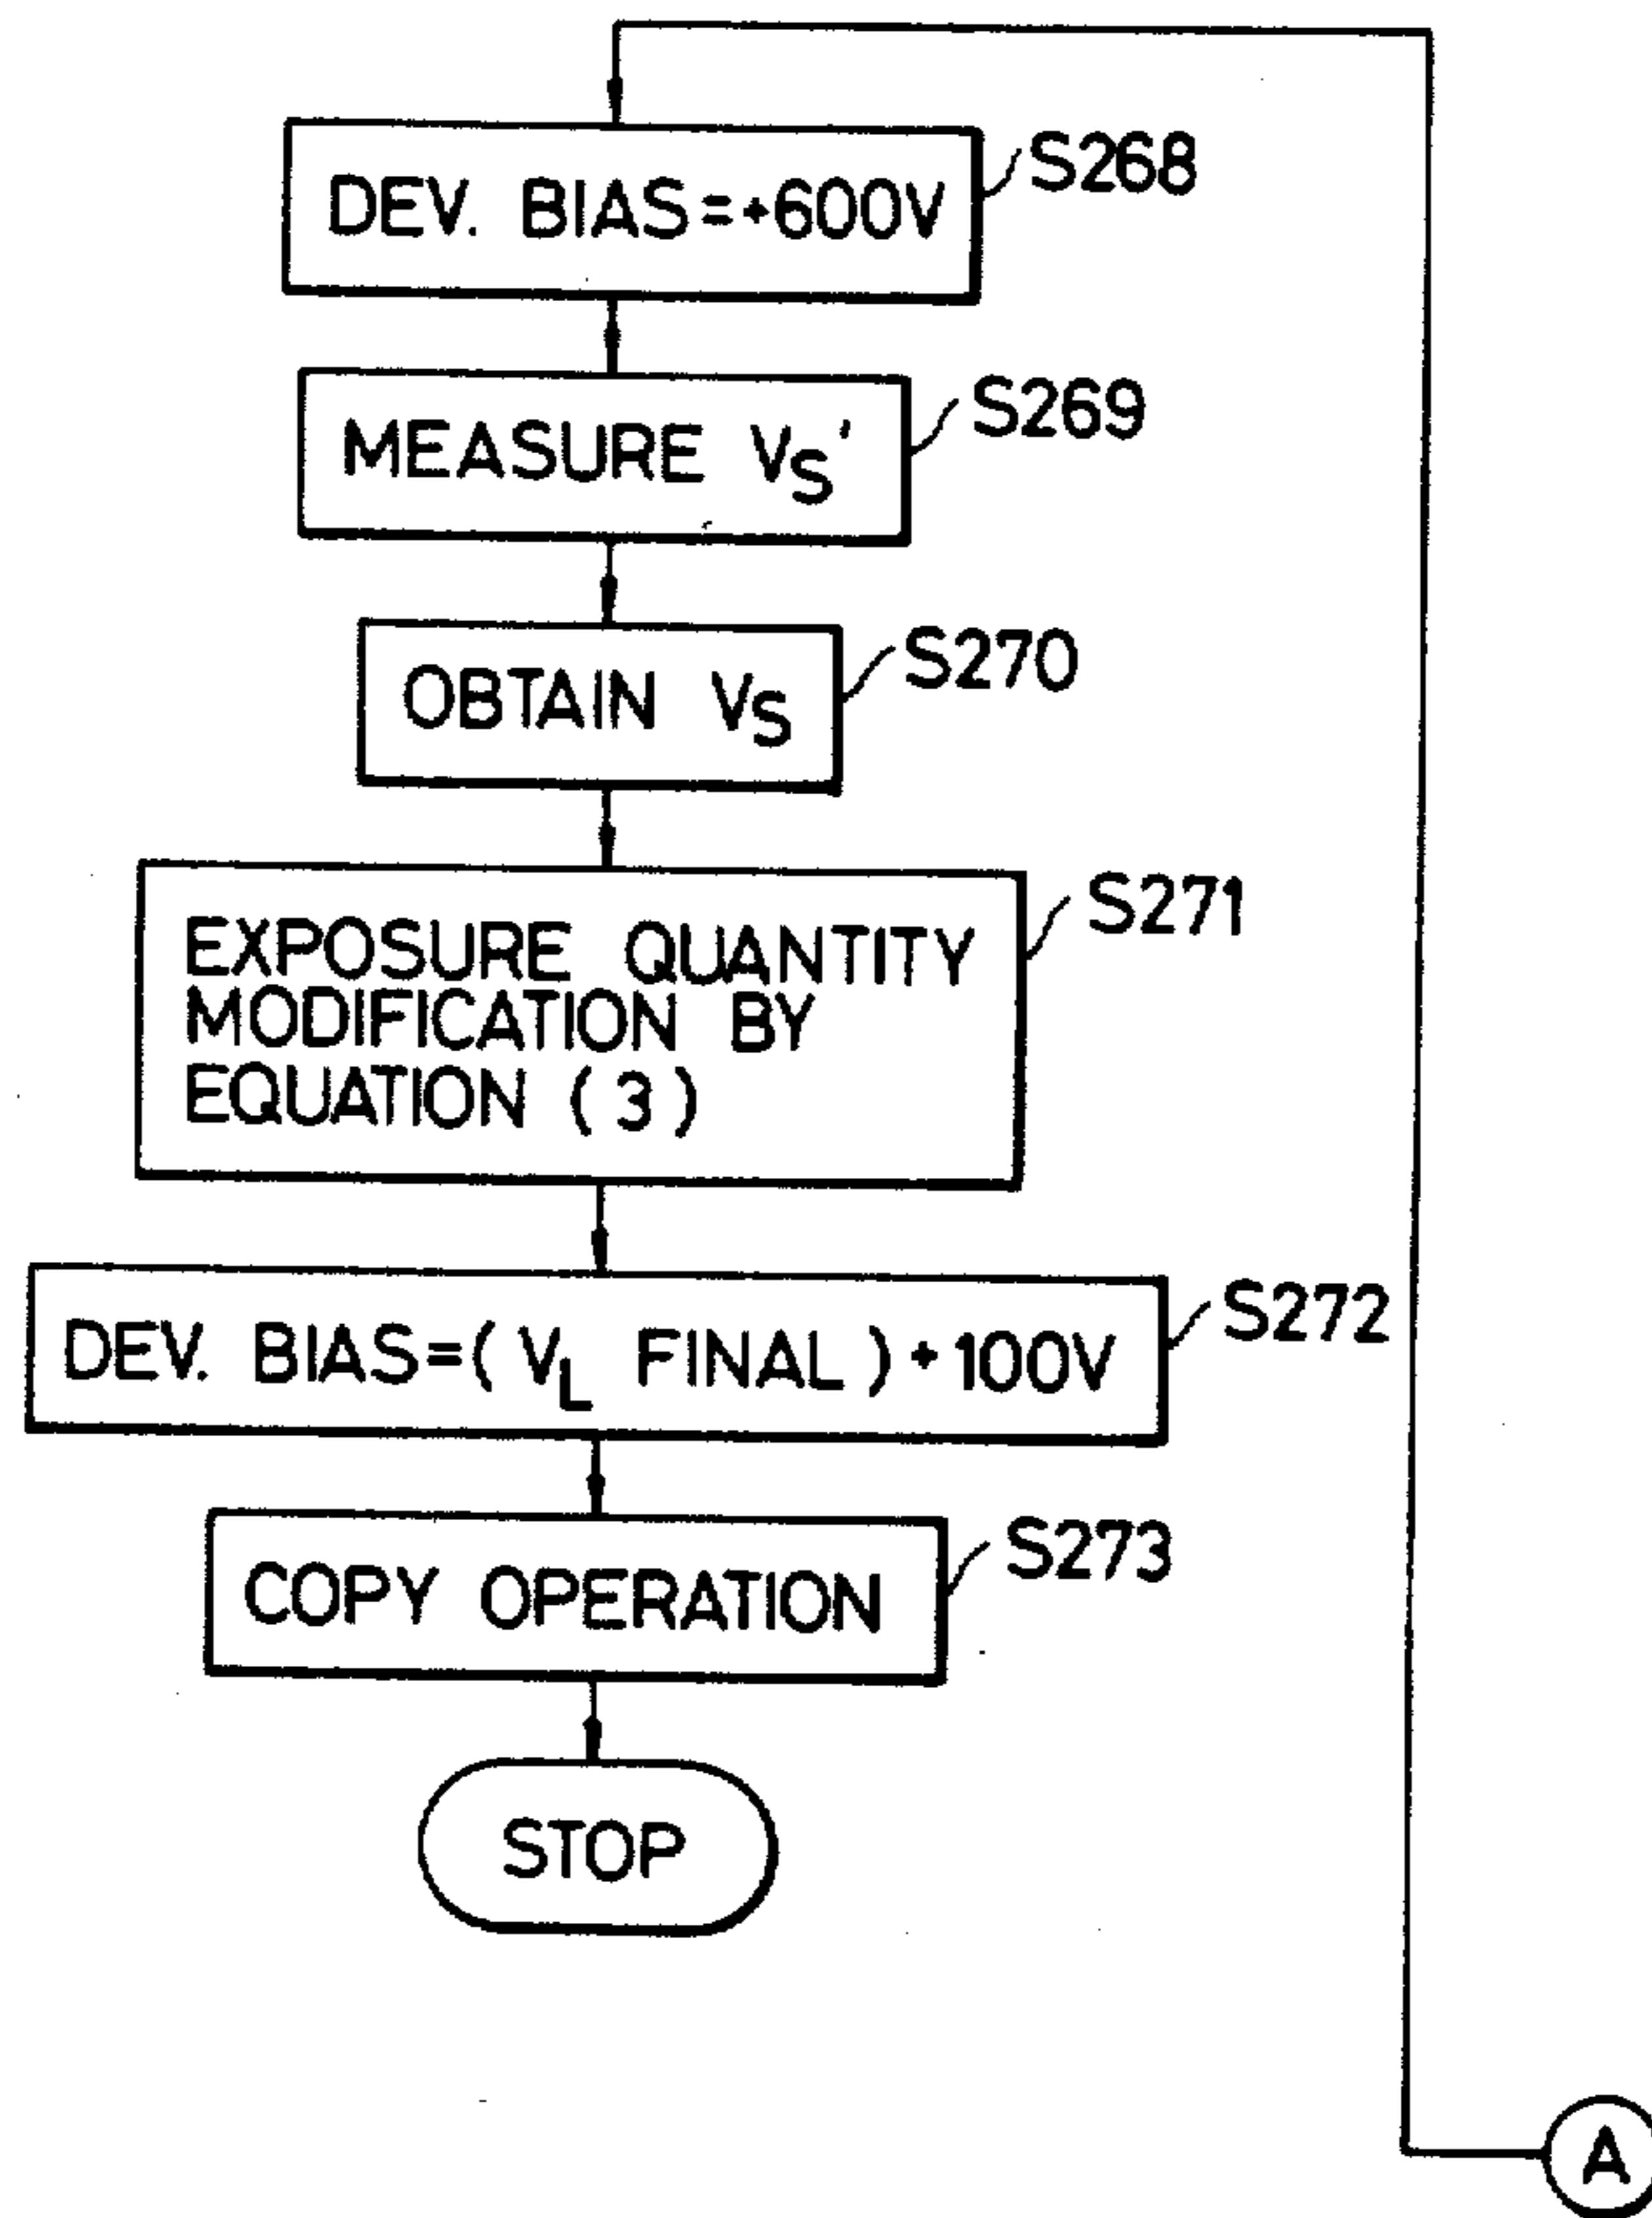 DEV. BIAS=+600V
S268
MEASURE VS'
S269
OBTAIN VS
S270
EXPOSURE QUANTITY
MODIFICATION BY
EQUATION (3)
S271
DEV. BIAS=(VL FINAL)+100V
S272
COPY OPERATION
S273
STOP
A